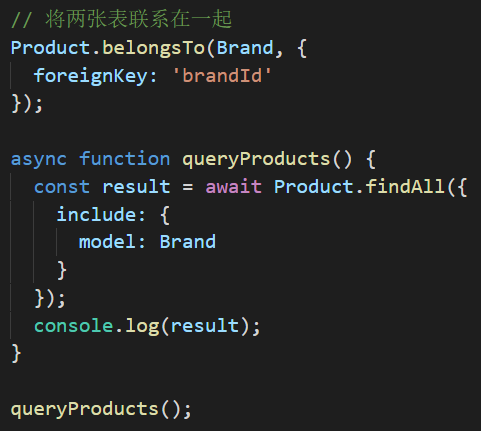 // 将两张表联系在一起
Product.belongsTo(Brand, {
  foreignKey: 'brandId'
});

async function queryProducts() {
  const result = await Product.findAll({
    include: {
      model: Brand
    }
  });
  console.log(result);
}

queryProducts();